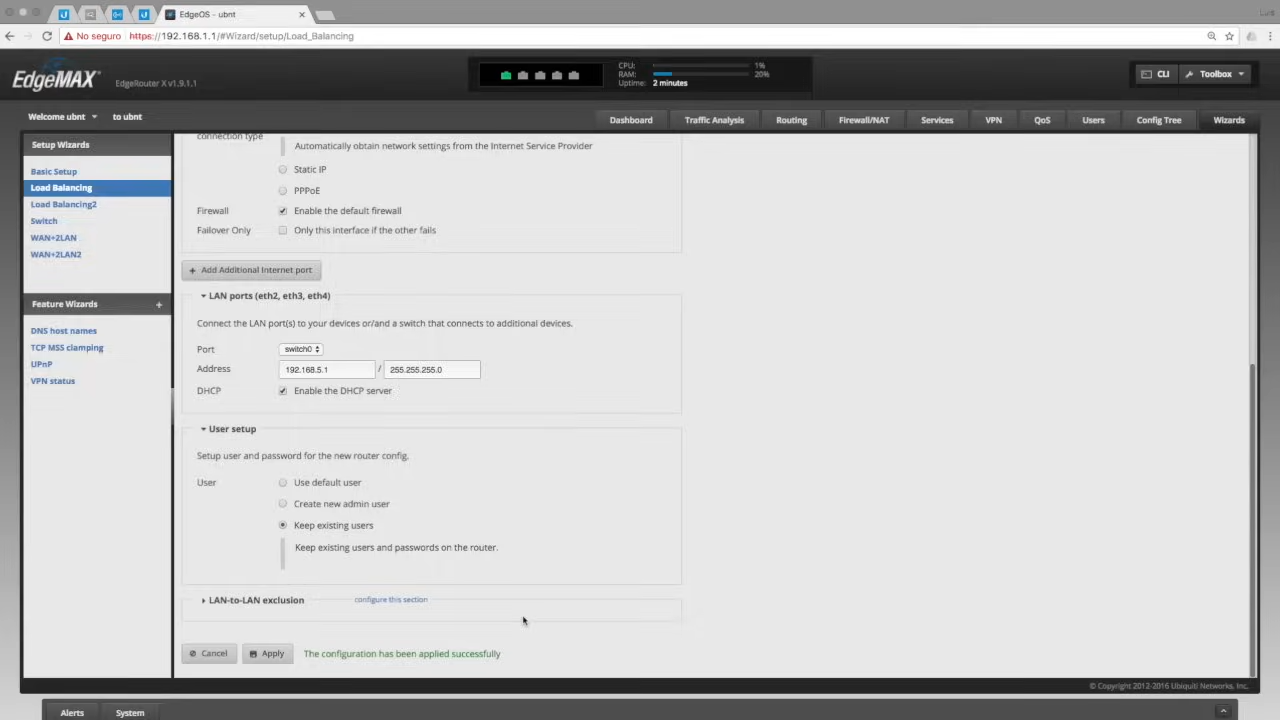 EdgeOS - ubnt
Luis
No seguro https://192.168.1.1/#Wizard/setup/Load_Balancing
EdgeMAX
EdgeRouter X v1.9.1.1
CPU: 1%
RAM: 20%
Uptime: 2 minutes
CLI
Toolbox
Welcome ubnt to ubnt
Dashboard Traffic Analysis Routing Firewall/NAT Services VPN QoS Users Config Tree Wizards
Setup Wizards
Basic Setup
Load Balancing
Load Balancing2
Switch
WAN+2LAN
WAN+2LAN2
Feature Wizards +
DNS host names
TCP MSS clamping
UPnP
VPN status
connection type
Automatically obtain network settings from the Internet Service Provider
Static IP
PPPoE
Firewall Enable the default firewall
Failover Only Only this interface if the other fails
+ Add Additional Internet port
LAN ports (eth2, eth3, eth4)
Connect the LAN port(s) to your devices or/and a switch that connects to additional devices.
Port switch0
Address 192.168.5.1 / 255.255.255.0
DHCP Enable the DHCP server
User setup
Setup user and password for the new router config.
User Use default user
Create new admin user
Keep existing users
Keep existing users and passwords on the router.
LAN-to-LAN exclusion configure this section
Cancel Apply The configuration has been applied successfully
© Copyright 2012-2016 Ubiquiti Networks, Inc.
Alerts System